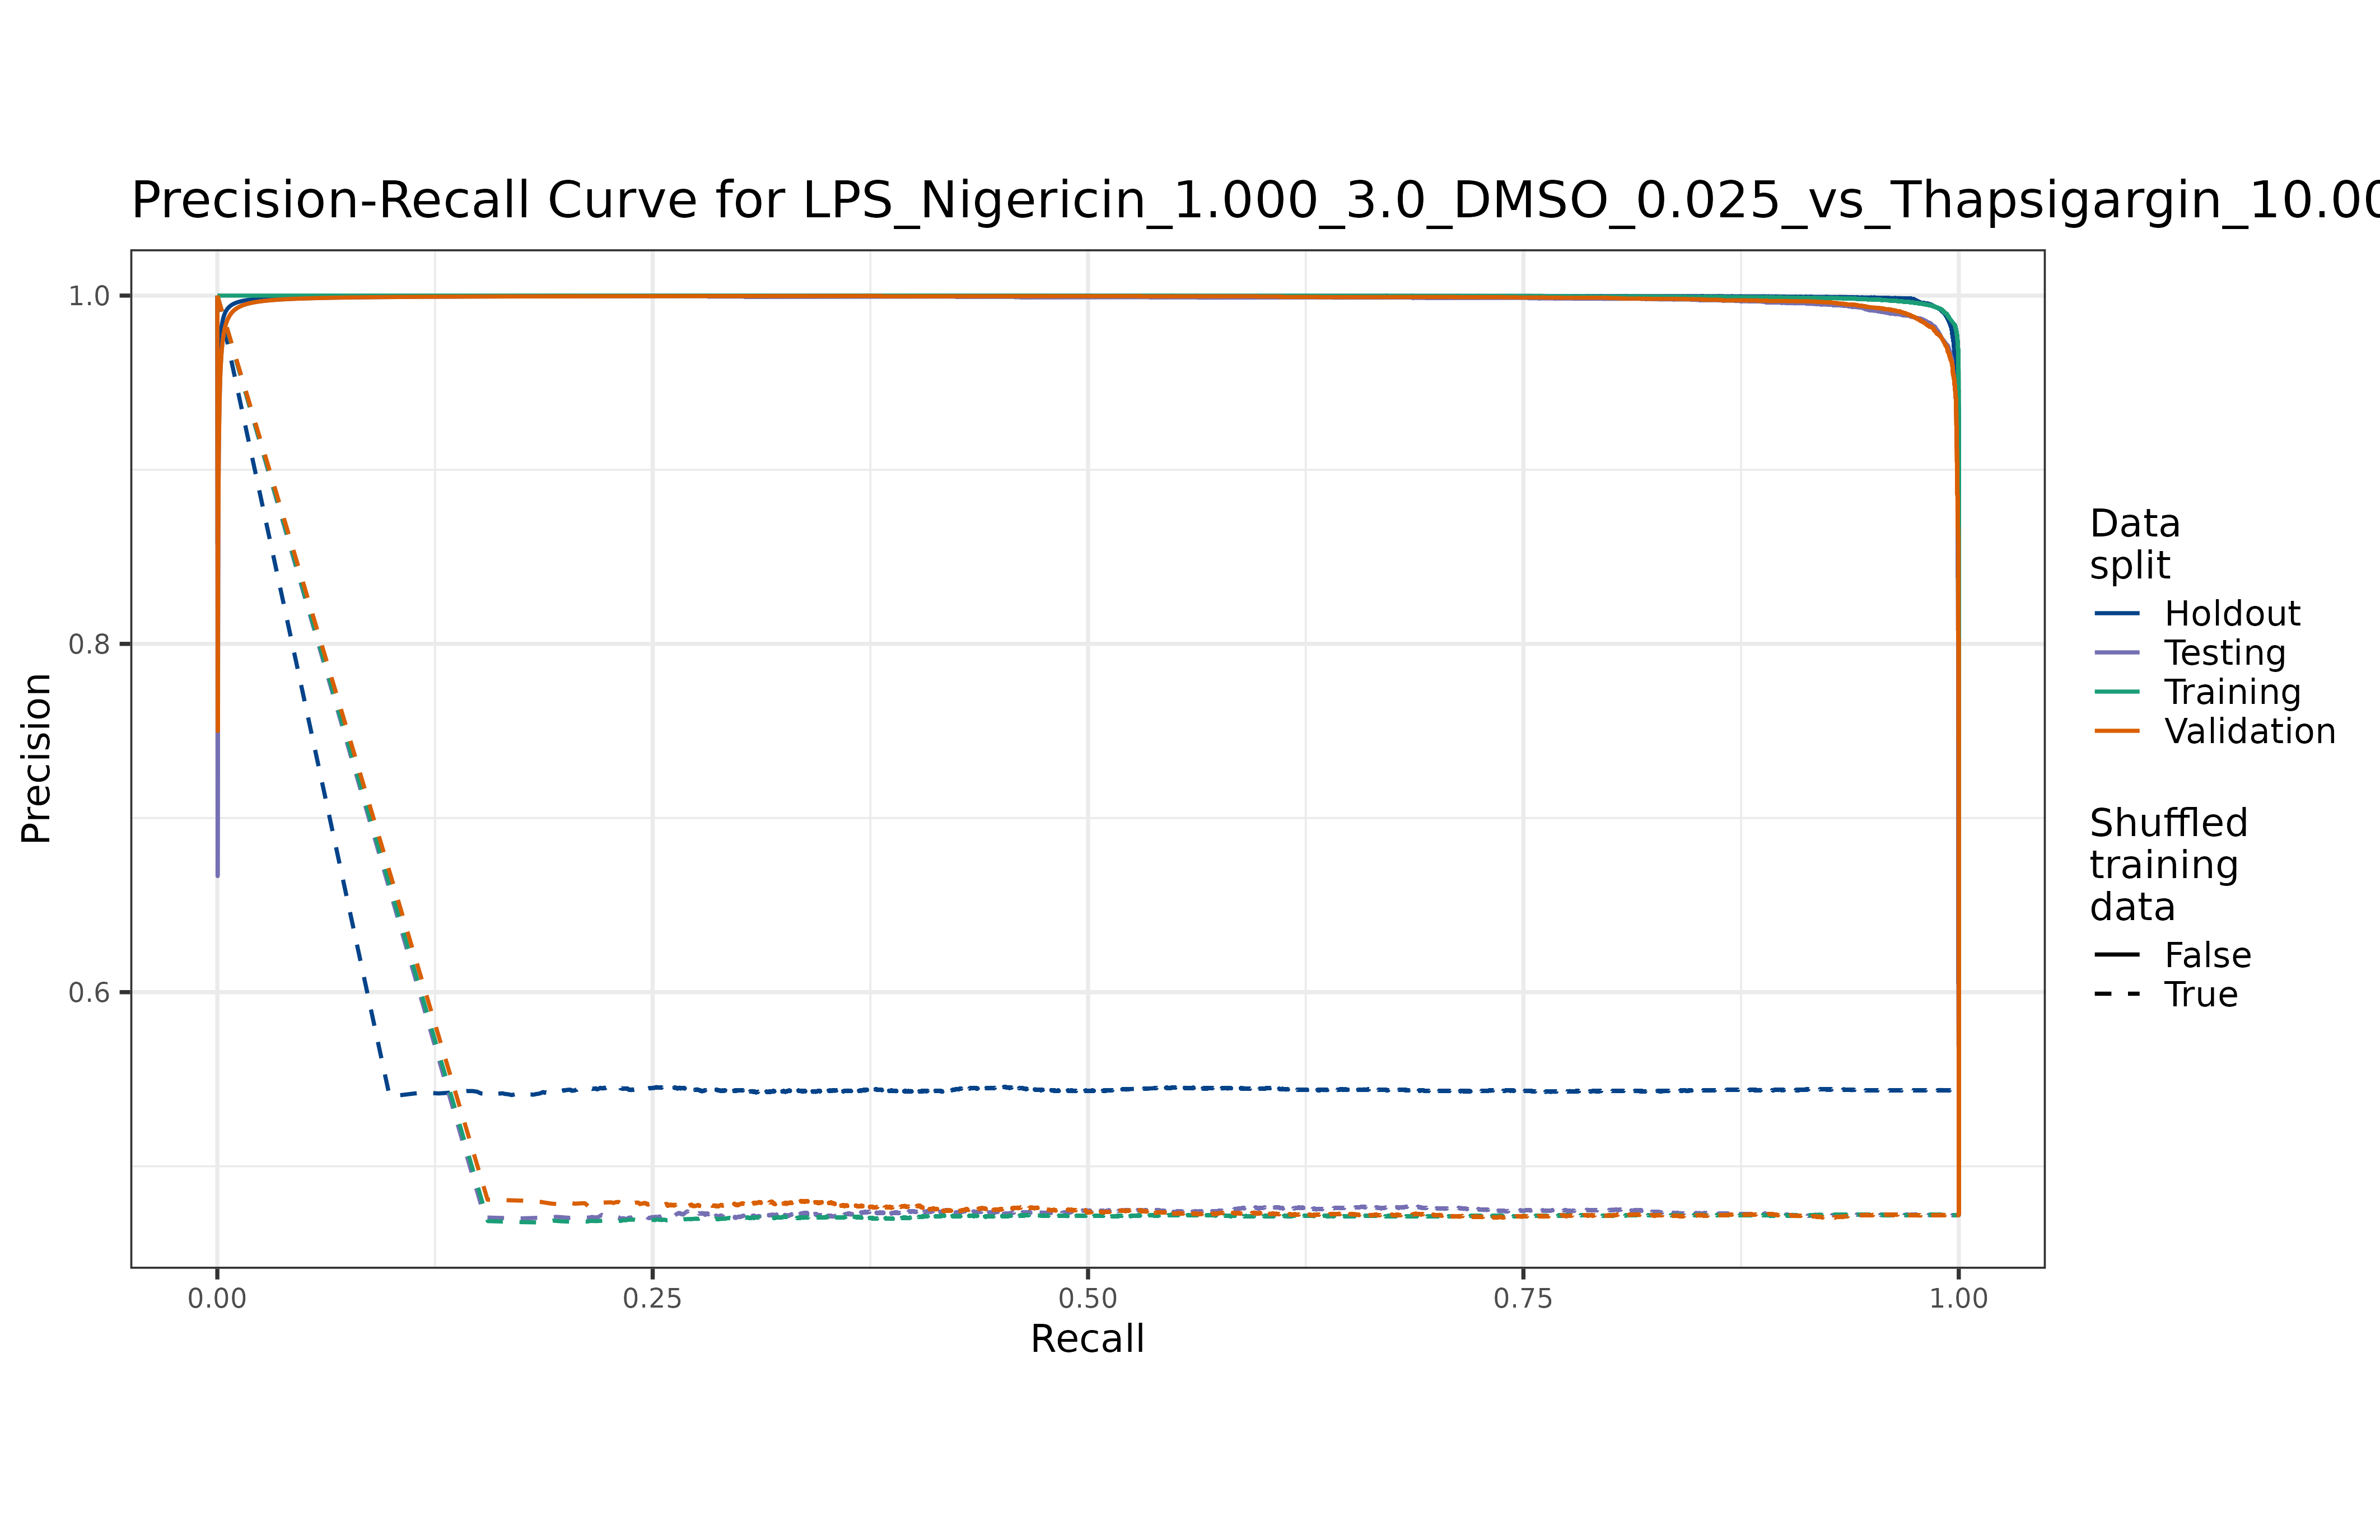 Precision-Recall Curve for LPS_Nigericin_1.000_3.0_DMSO_0.025_vs_Thapsigargin_10.00
1.0
0.8
0.6
Precision
0.00
0.25
0.50
0.75
1.00
Recall
Data
split
Holdout
Testing
Training
Validation
Shuffled
training
data
False
True